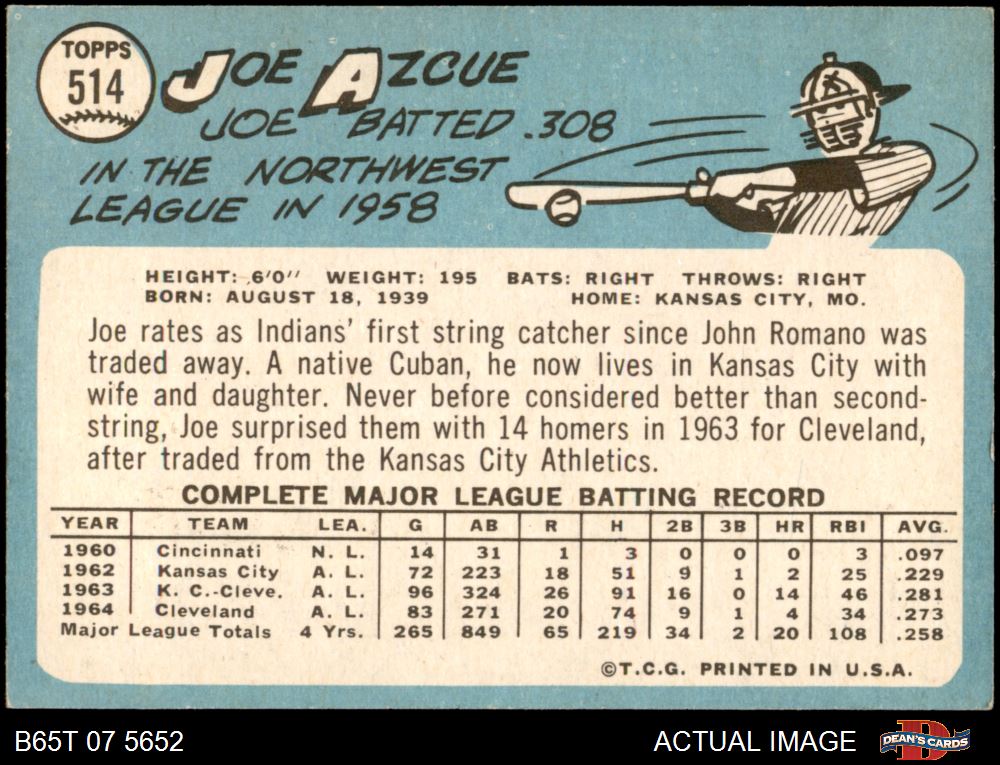 TOPPS
514
JOE AZCUE
JOE BATTED .308
IN THE NORTHWEST
LEAGUE IN 1958
HEIGHT: 6'0" WEIGHT: 195 BATS: RIGHT THROWS: RIGHT
BORN: AUGUST 18, 1939 HOME: KANSAS CITY, MO.
Joe rates as Indians' first string catcher since John Romano was
traded away. A native Cuban, he now lives in Kansas City with
wife and daughter. Never before considered better than second-
string, Joe surprised them with 14 homers in 1963 for Cleveland,
after traded from the Kansas City Athletics.
COMPLETE MAJOR LEAGUE BATTING RECORD
YEAR TEAM LEA. G AB R H 2B 3B HR RBI AVG.
1960 Cincinnati N. L. 14 31 1 3 0 0 0 3 .097
1962 Kansas City A. L. 72 223 18 51 9 1 2 25 .229
1963 K. C.-Cleve. A. L. 96 324 26 91 16 0 14 46 .281
1964 Cleveland A. L. 83 271 20 74 9 1 4 34 .273
Major League Totals 4 Yrs. 265 849 65 219 34 2 20 108 .258
©T.C.G. PRINTED IN U.S.A.
B65T 07 5652 ACTUAL IMAGE DEAN'S CARDS